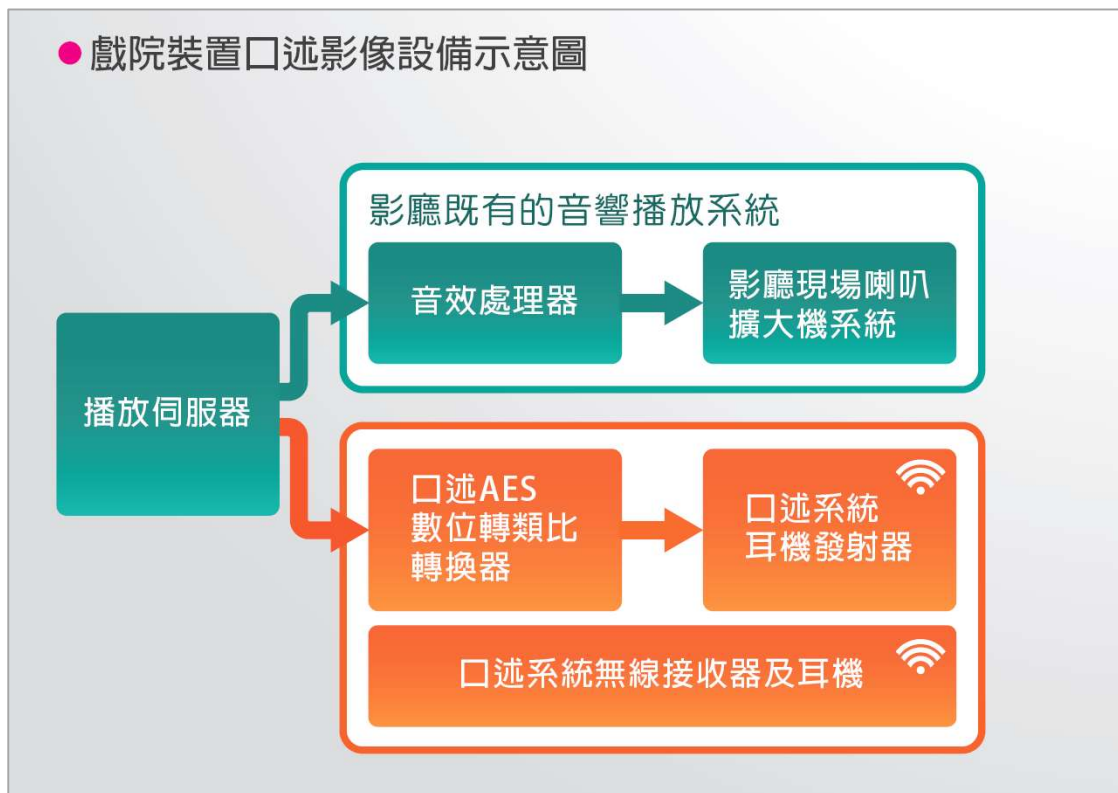 戲院裝置口述影像設備示意圖
影廳既有的音響播放系統
音效處理器
影廳現場喇叭
擴大機系統
播放伺服器
口述AES
數位轉類比
轉換器
口述系統
耳機發射器
口述系統無線接收器及耳機